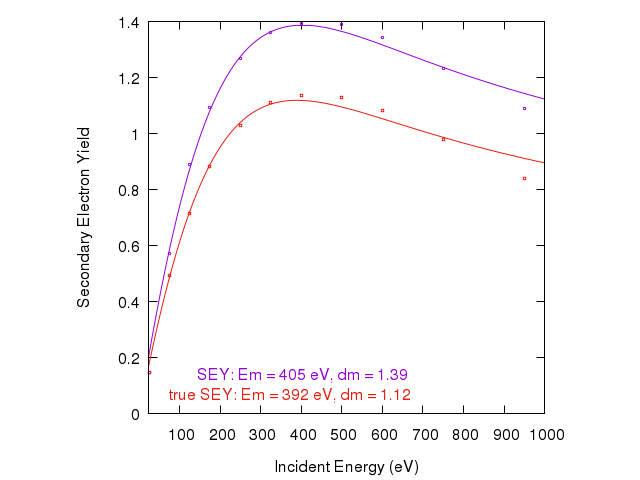 1.4
1.2
1
0.8
0.6
0.4
0.2
0
Secondary Electron Yield
SEY: Em = 405 eV, dm = 1.39
true SEY: Em = 392 eV, dm = 1.12
100 200 300 400 500 600 700 800 900 1000
Incident Energy (eV)